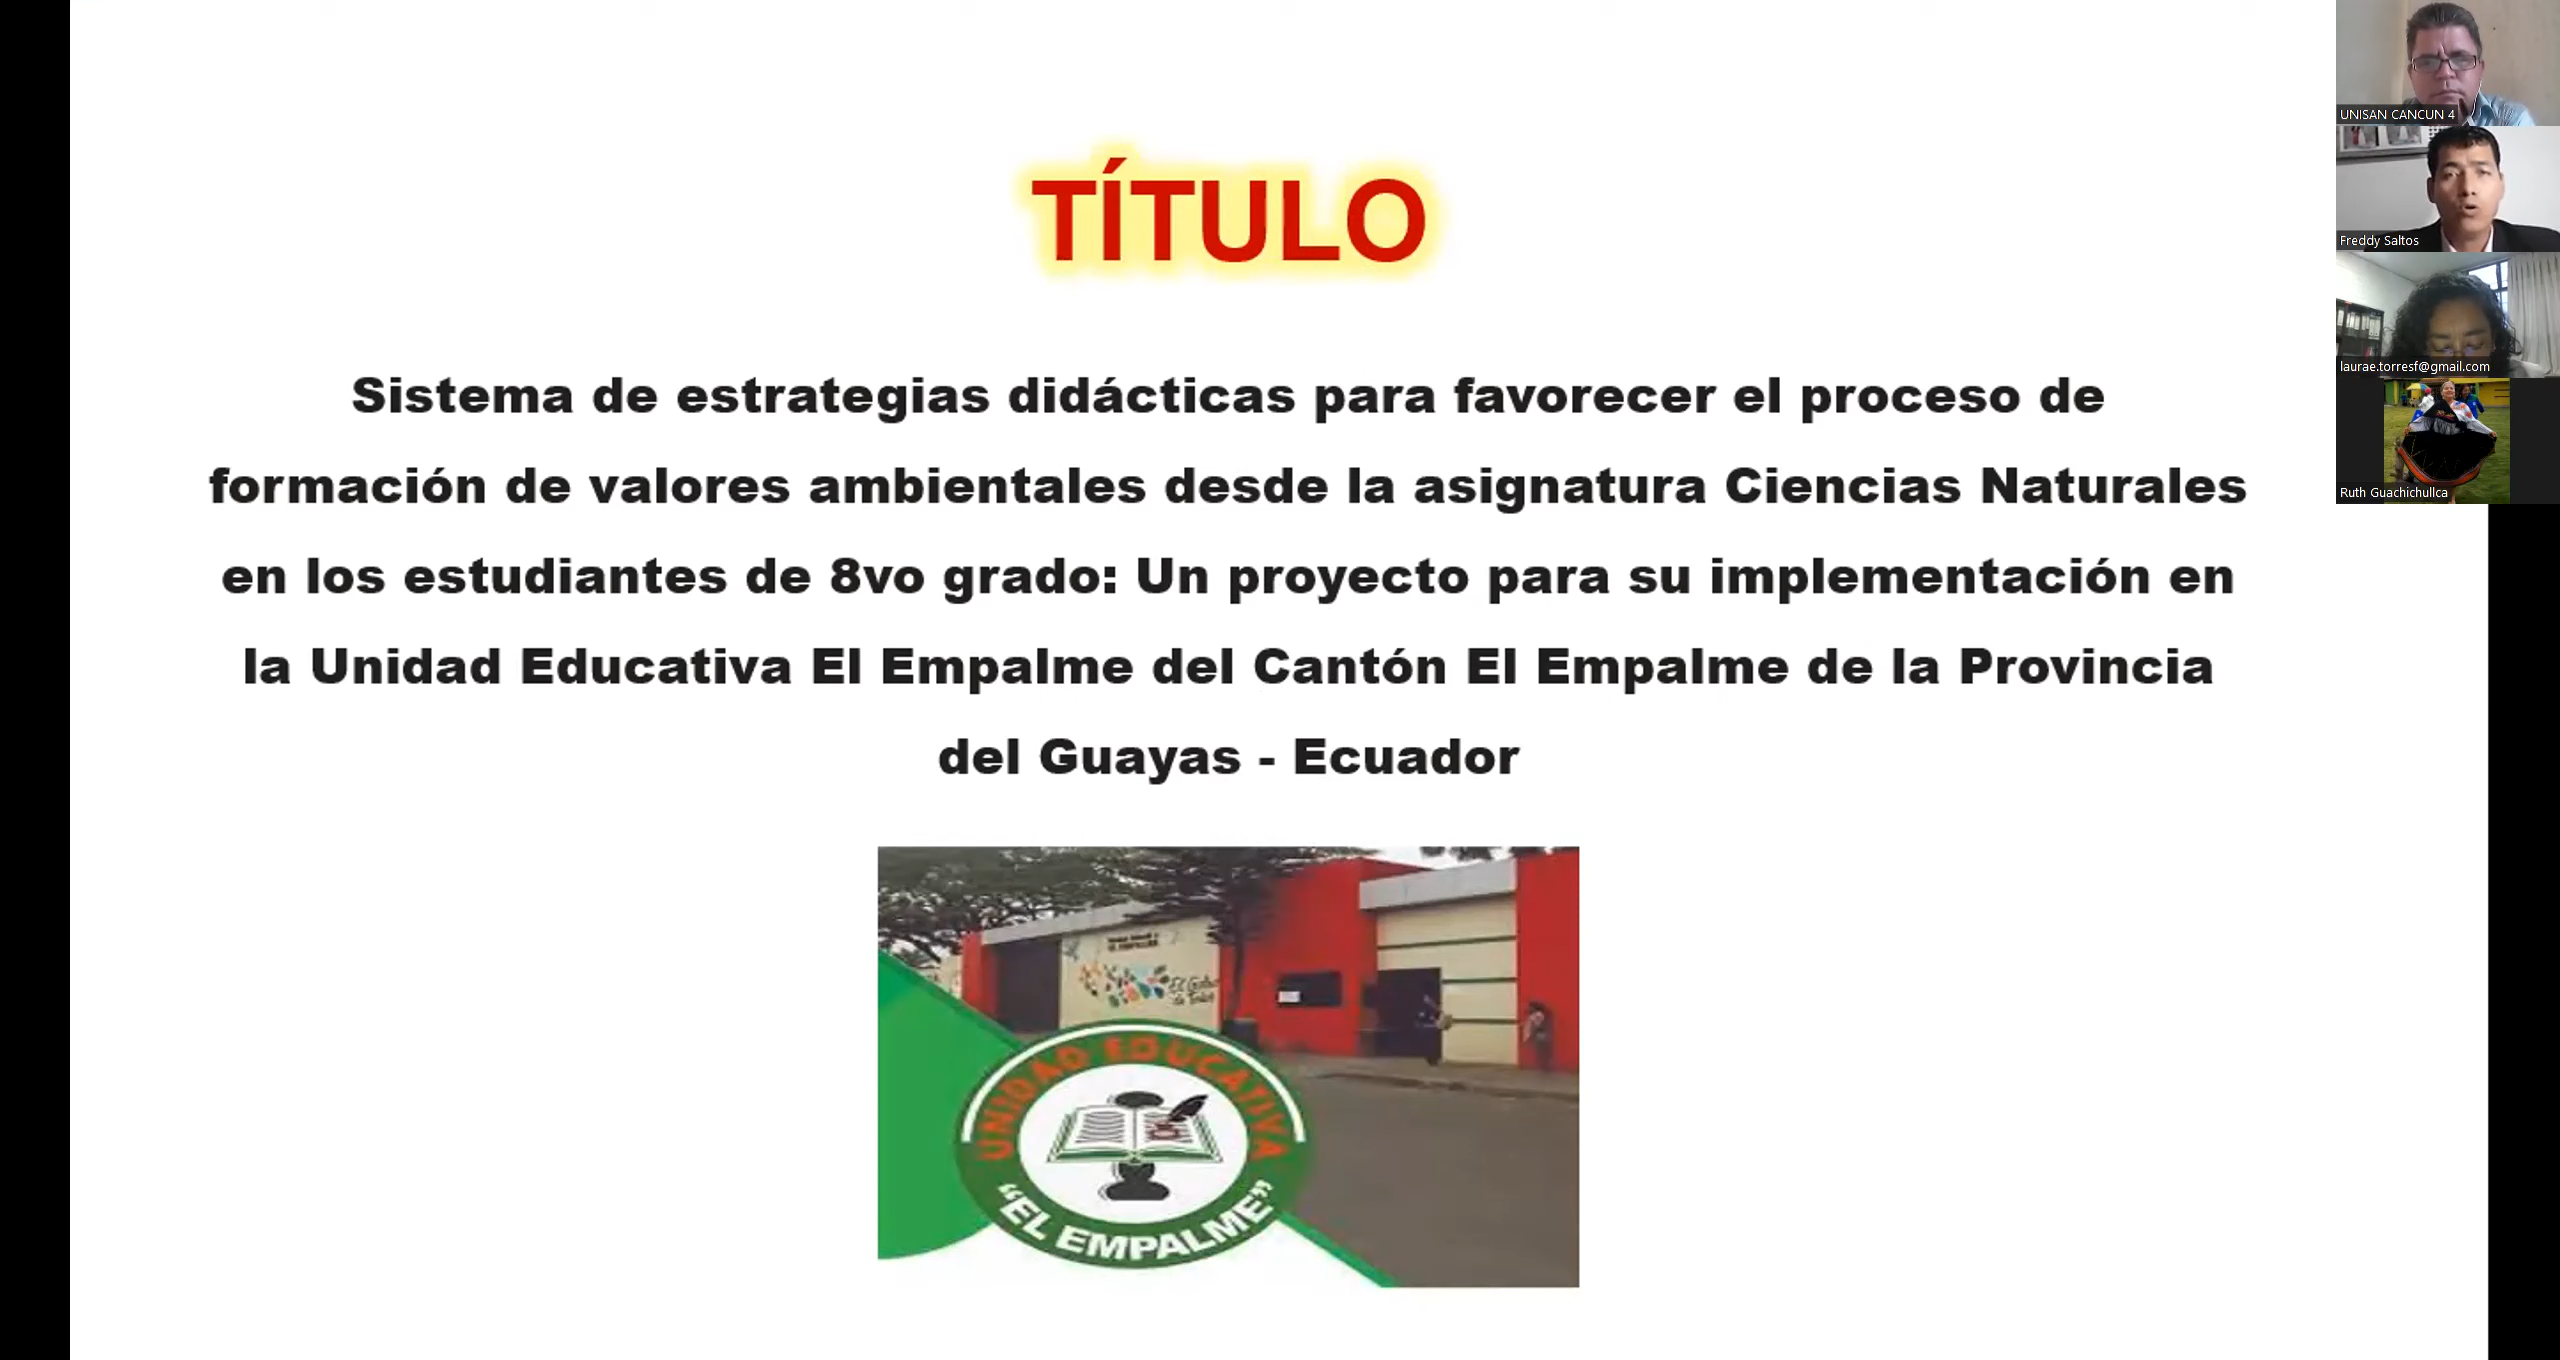 TÍTULO
Sistema de estrategias didácticas para favorecer el proceso de
formación de valores ambientales desde la asignatura Ciencias Naturales
en los estudiantes de 8vo grado: Un proyecto para su implementación en
la Unidad Educativa El Empalme del Cantón El Empalme de la Provincia
del Guayas - Ecuador
UNIDAD EDUCATIVA
“EL EMPALME”
UNISAN CANCUN 4
Freddy Saltos
laurae.torresf@gmail.com
Ruth Guachichullca